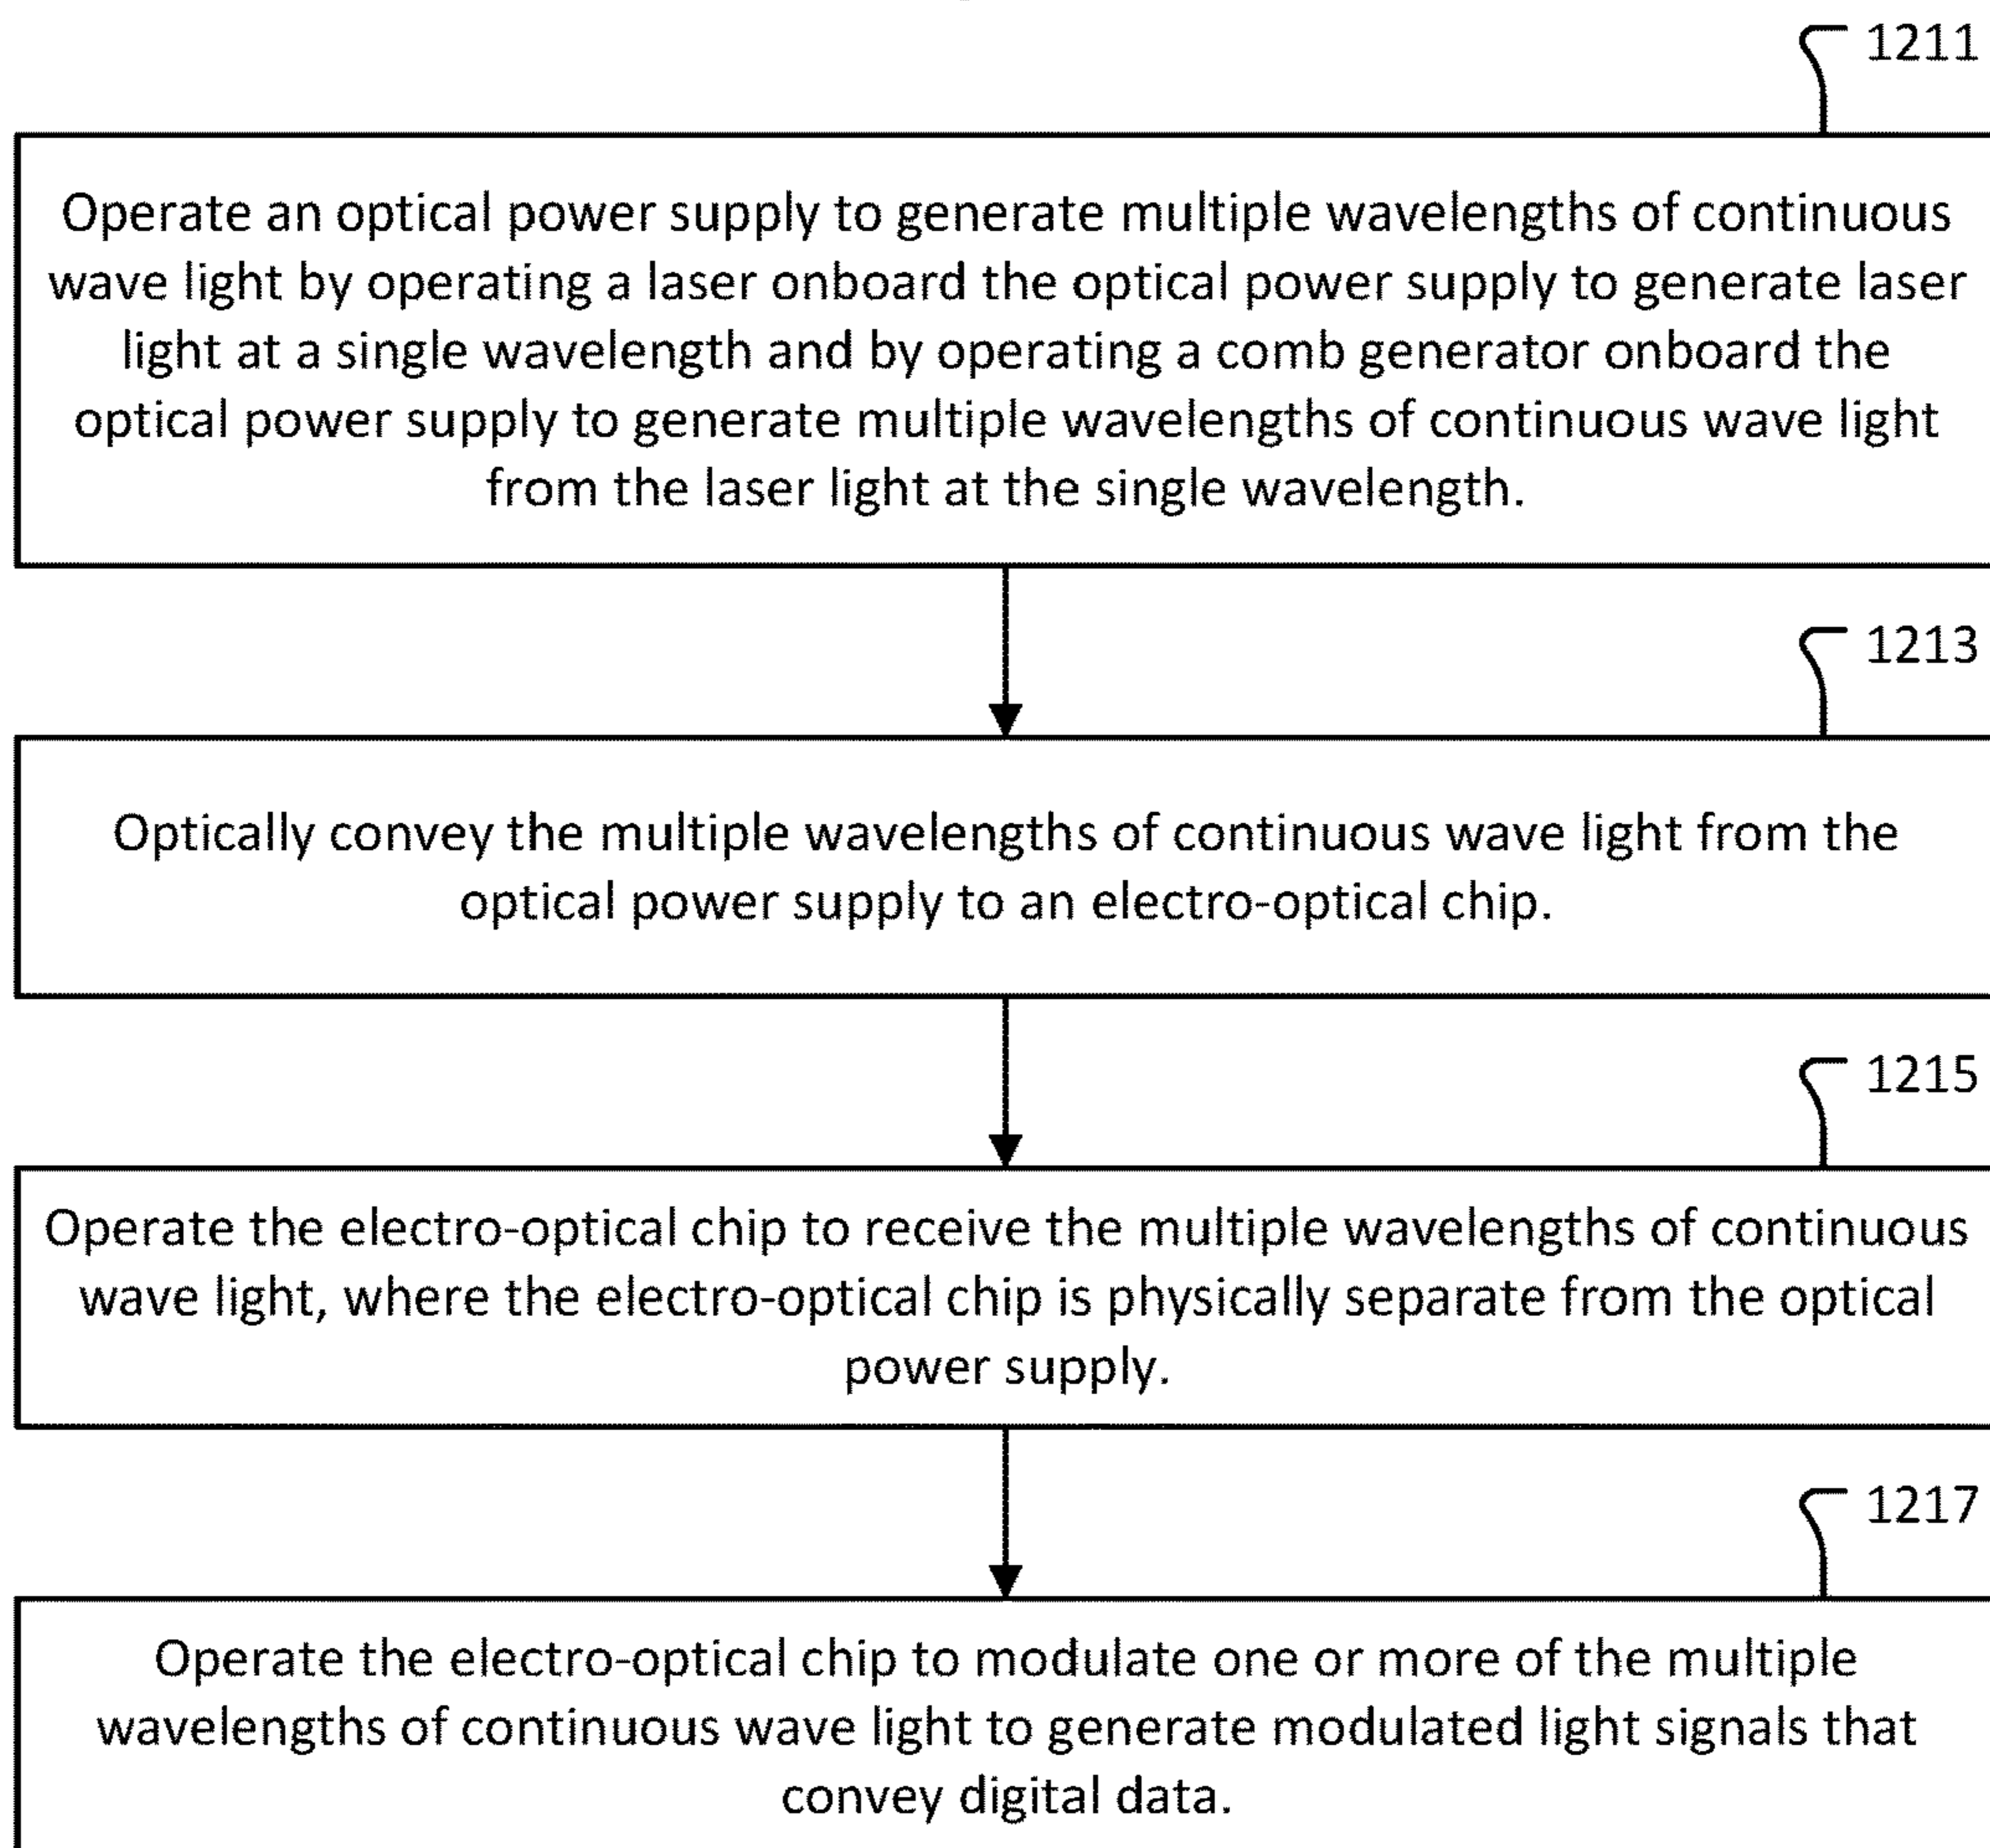 1211
Operate an optical power supply to generate multiple wavelengths of continuous
wave light by operating a laser onboard the optical power supply to generate laser
light at a single wavelength and by operating a comb generator onboard the
optical power supply to generate multiple wavelengths of continuous wave light
from the laser light at the single wavelength.
1213
Optically convey the multiple wavelengths of continuous wave light from the
optical power supply to an electro-optical chip.
1215
Operate the electro-optical chip to receive the multiple wavelengths of continuous
wave light, where the electro-optical chip is physically separate from the optical
power supply.
1217
Operate the electro-optical chip to modulate one or more of the multiple
wavelengths of continuous wave light to generate modulated light signals that
convey digital data.